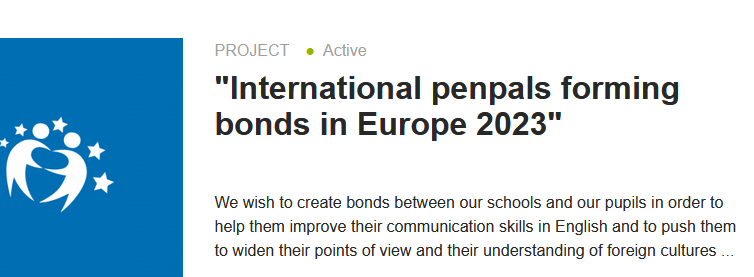 PROJECT ● Active
"International penpals forming
bonds in Europe 2023"
We wish to create bonds between our schools and our pupils in order to
help them improve their communication skills in English and to push them
to widen their points of view and their understanding of foreign cultures ...